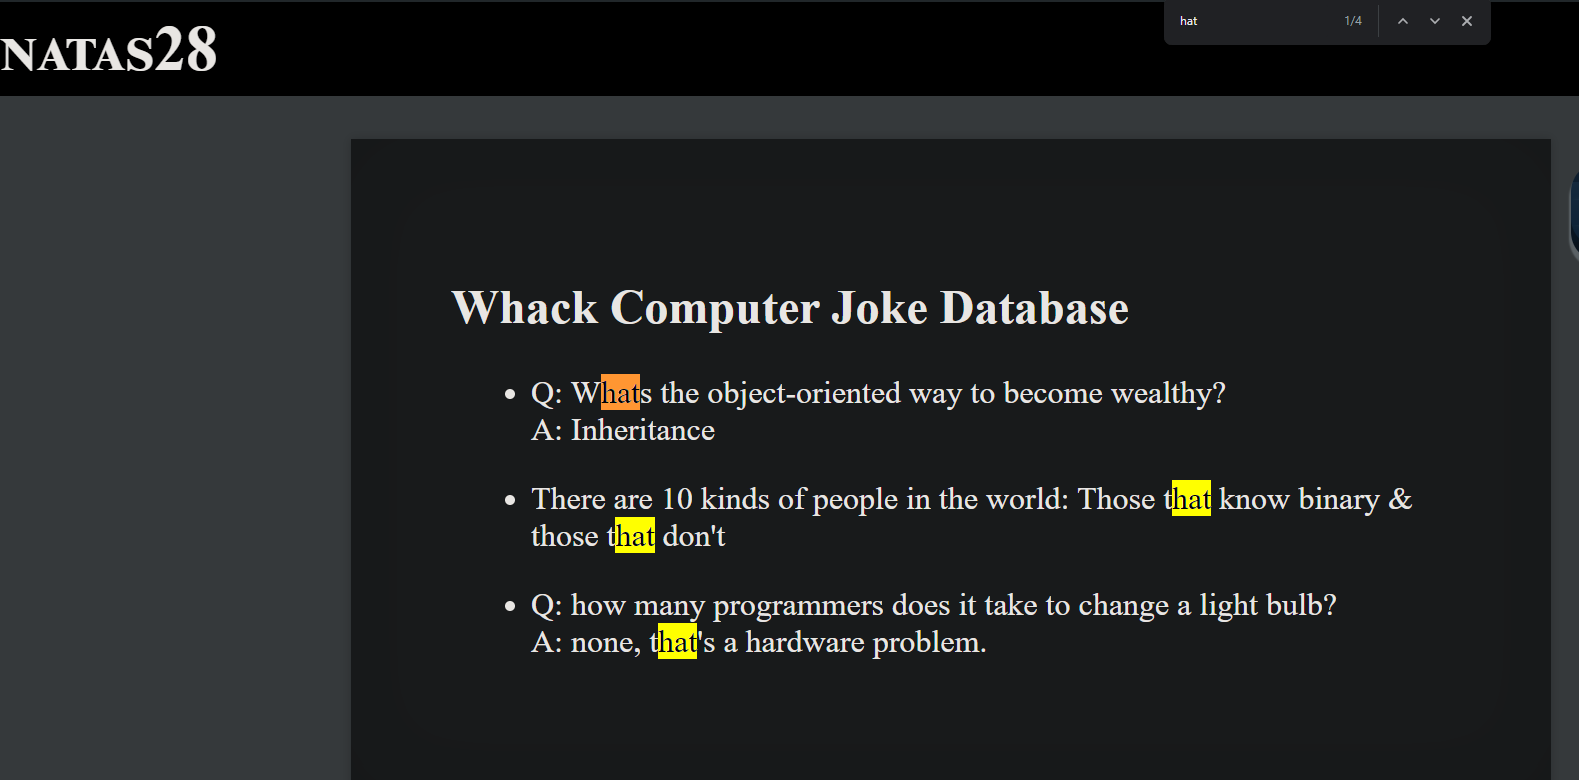 NATAS28
hat 1/4
Whack Computer Joke Database
Q: Whats the object-oriented way to become wealthy?
A: Inheritance
There are 10 kinds of people in the world: Those that know binary &
those that don't
Q: how many programmers does it take to change a light bulb?
A: none, that's a hardware problem.